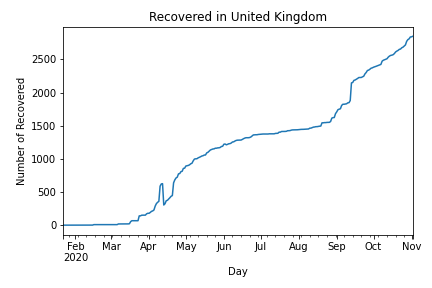 Recovered in United Kingdom
Number of Recovered
2500
2000
1500
1000
500
0
Feb Mar Apr May Jun Jul Aug Sep Oct Nov
2020
Day